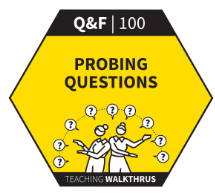 Q&F | 100
PROBING
QUESTIONS
? ? ? ? ? ? ? ? ? ?
TEACHING WALKTHRUS